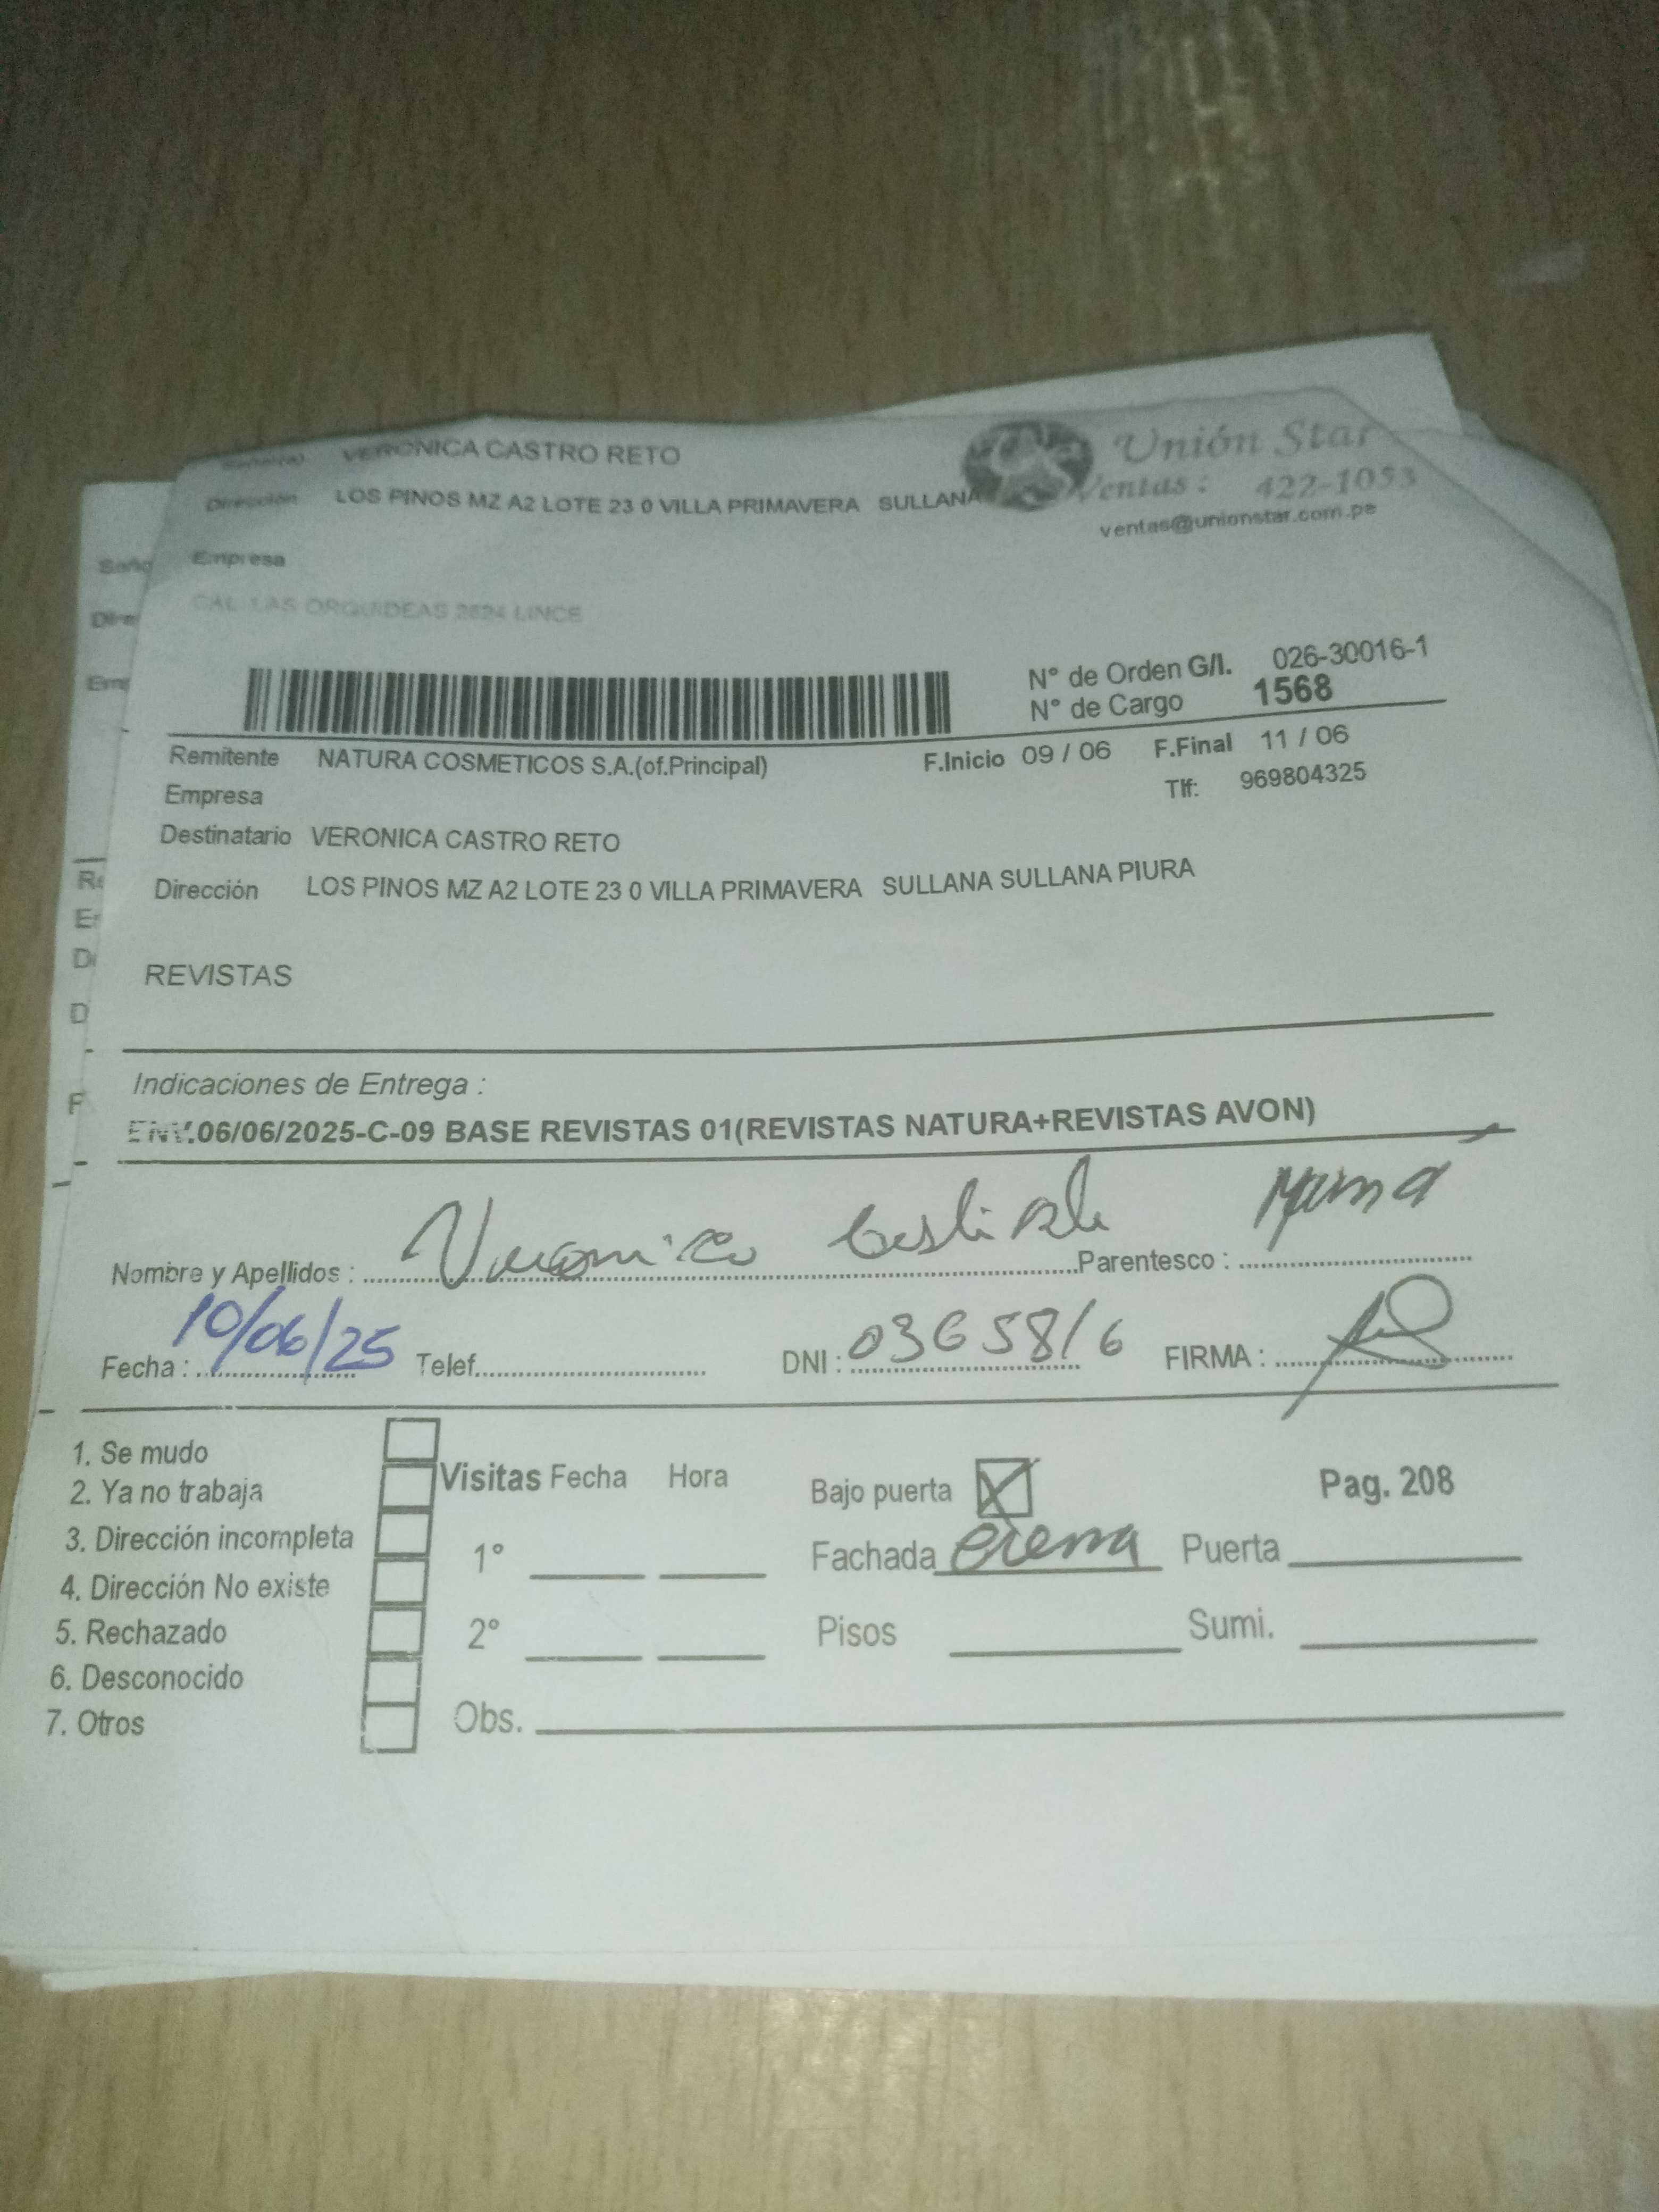 Señor(a) VERONICA CASTRO RETO
Unión Star
Dirección LOS PINOS MZ A2 LOTE 23 0 VILLA PRIMAVERA SULLANA
Ventas : 422-1053
ventas@unionstar.com.pe
Empresa
CAL. LAS ORQUIDEAS 2624 LINCE
N° de Orden G/I. 026-30016-1
N° de Cargo 1568
Remitente NATURA COSMETICOS S.A.(of.Principal) F.Inicio 09 / 06 F.Final 11 / 06
Empresa Tlf: 969804325
Destinatario VERONICA CASTRO RETO
Dirección LOS PINOS MZ A2 LOTE 23 0 VILLA PRIMAVERA SULLANA SULLANA PIURA
REVISTAS
Indicaciones de Entrega :
ENV.06/06/2025-C-09 BASE REVISTAS 01(REVISTAS NATURA+REVISTAS AVON)
Nombre y Apellidos : Veronica Parentesco : Mamá
Fecha : 10/06/25 Telef. DNI : 0365816 FIRMA :
1. Se mudo
2. Ya no trabaja
3. Dirección incompleta
4. Dirección No existe
5. Rechazado
6. Desconocido
7. Otros
Visitas Fecha Hora
1°
2°
Obs.
Bajo puerta X Pag. 208
Fachada crema Puerta
Pisos Sumi.